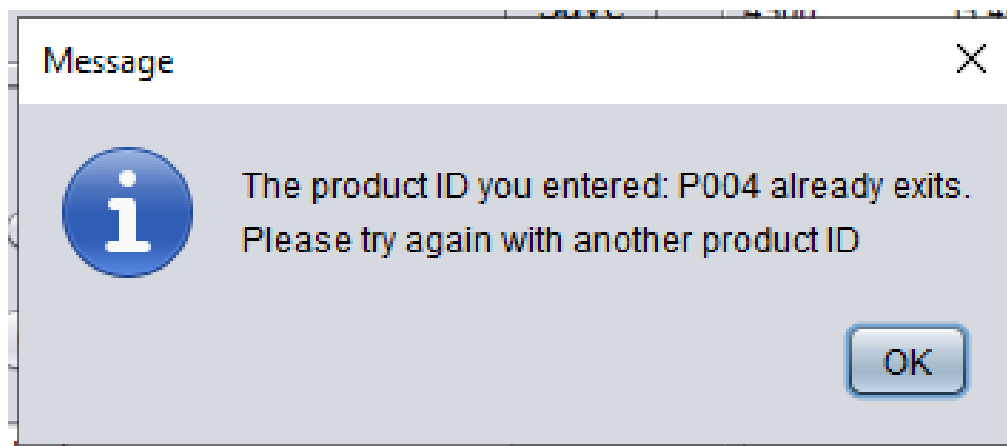 Message
The product ID you entered: P004 already exits.
Please try again with another product ID
OK